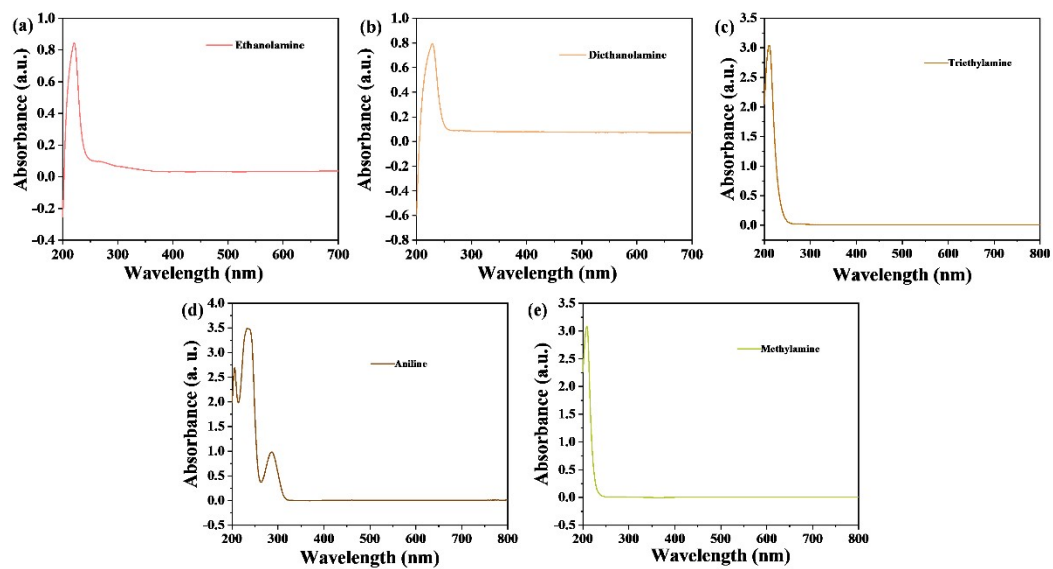 (a)
1.0
0.8
0.6
0.4
0.2
0.0
-0.2
-0.4
Absorbance (a.u.)
Ethanolamine
200 300 400 500 600 700
Wavelength (nm)
(b)
1.0
0.8
0.6
0.4
0.2
0.0
-0.2
-0.4
-0.6
-0.8
Absorbance (a.u.)
Diethanolamine
200 300 400 500 600 700
Wavelength (nm)
(c)
3.5
3.0
2.5
2.0
1.5
1.0
0.5
0.0
-0.5
Absorbance (a.u.)
Triethylamine
200 300 400 500 600 700 800
Wavelength (nm)
(d)
4.0
3.5
3.0
2.5
2.0
1.5
1.0
0.5
0.0
-0.5
Absorbance (a. u.)
Aniline
200 300 400 500 600 700 800
Wavelength (nm)
(e)
3.5
3.0
2.5
2.0
1.5
1.0
0.5
0.0
-0.5
Absorbance (a.u.)
Methylamine
200 300 400 500 600 700 800
Wavelength (nm)